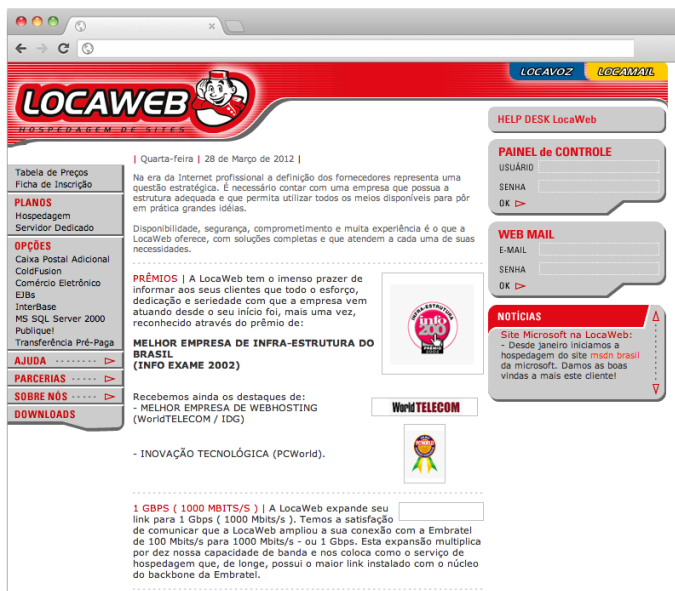 LOCAVOZ
LOCAMAIL
LOCAWEB
HOSPEDAGEM DE SITES
Tabela de Preços
Ficha de Inscrição
PLANOS
Hospedagem
Servidor Dedicado
OPÇÕES
Caixa Postal Adicional
ColdFusion
Comércio Eletrônico
EJBs
InterBase
MS SQL Server 2000
Publique!
Transferência Pré-Paga
AJUDA
PARCERIAS
SOBRE NÓS
DOWNLOADS
| Quarta-feira | 28 de Março de 2012 |
Na era da Internet profissional a definição dos fornecedores representa uma
questão estratégica. É necessário contar com uma empresa que possua a
estrutura adequada e que permita utilizar todos os meios disponíveis para pôr
em prática grandes idéias.
Disponibilidade, segurança, comprometimento e muita experiência é o que a
LocaWeb oferece, com soluções completas e que atendem a cada uma de suas
necessidades.
PRÊMIOS | A LocaWeb tem o imenso prazer de
informar aos seus clientes que todo o esforço,
dedicação e seriedade com que a empresa vem
atuando desde o seu início foi, mais uma vez,
reconhecido através do prêmio de:
MELHOR EMPRESA DE INFRA-ESTRUTURA DO
BRASIL
(INFO EXAME 2002)
INFRA-ESTRUTURA
info
200
PRÊMIO
2002
Recebemos ainda os destaques de:
- MELHOR EMPRESA DE WEBHOSTING
(WorldTELECOM / IDG)
World TELECOM
- INOVAÇÃO TECNOLÓGICA (PCWorld).
PCWORLD
1 GBPS ( 1000 MBITS/S ) | A LocaWeb expande seu
link para 1 Gbps ( 1000 Mbits/s ). Temos a satisfação
de comunicar que a LocaWeb ampliou a sua conexão com a Embratel
de 100 Mbits/s para 1000 Mbits/s - ou 1 Gbps. Esta expansão multiplica
por dez nossa capacidade de banda e nos coloca como o serviço de
hospedagem que, de longe, possui o maior link instalado com o núcleo
do backbone da Embratel.
HELP DESK LocaWeb
PAINEL de CONTROLE
USUÁRIO
SENHA
OK
WEB MAIL
E-MAIL
SENHA
OK
NOTÍCIAS
Site Microsoft na LocaWeb:
- Desde janeiro iniciamos a
hospedagem do site msdn brasil
da microsoft. Damos as boas
vindas a mais este cliente!